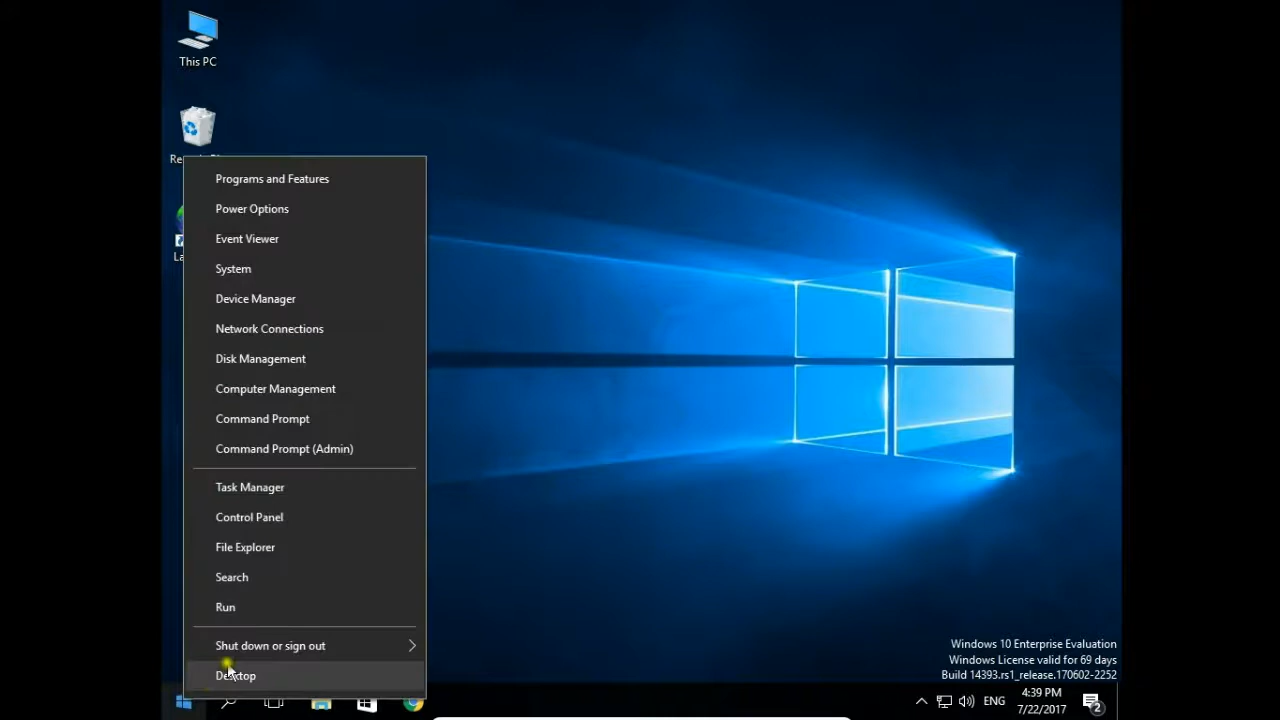 This PC
Programs and Features
Power Options
Event Viewer
System
Device Manager
Network Connections
Disk Management
Computer Management
Command Prompt
Command Prompt (Admin)
Task Manager
Control Panel
File Explorer
Search
Run
Shut down or sign out
Desktop
Windows 10 Enterprise Evaluation
Windows License valid for 69 days
Build 14393.rs1_release.170602-2252
ENG
4:39 PM
7/22/2017
2